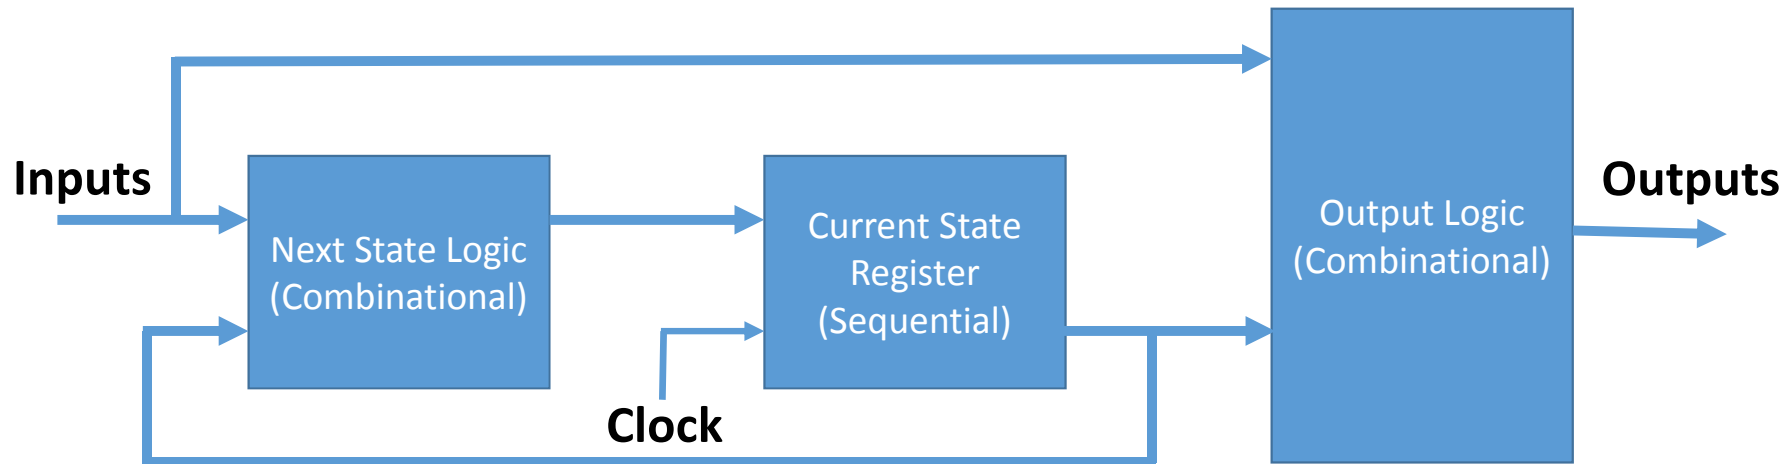 Inputs
Next State Logic
(Combinational)
Clock
Current State
Register
(Sequential)
Output Logic
(Combinational)
Outputs